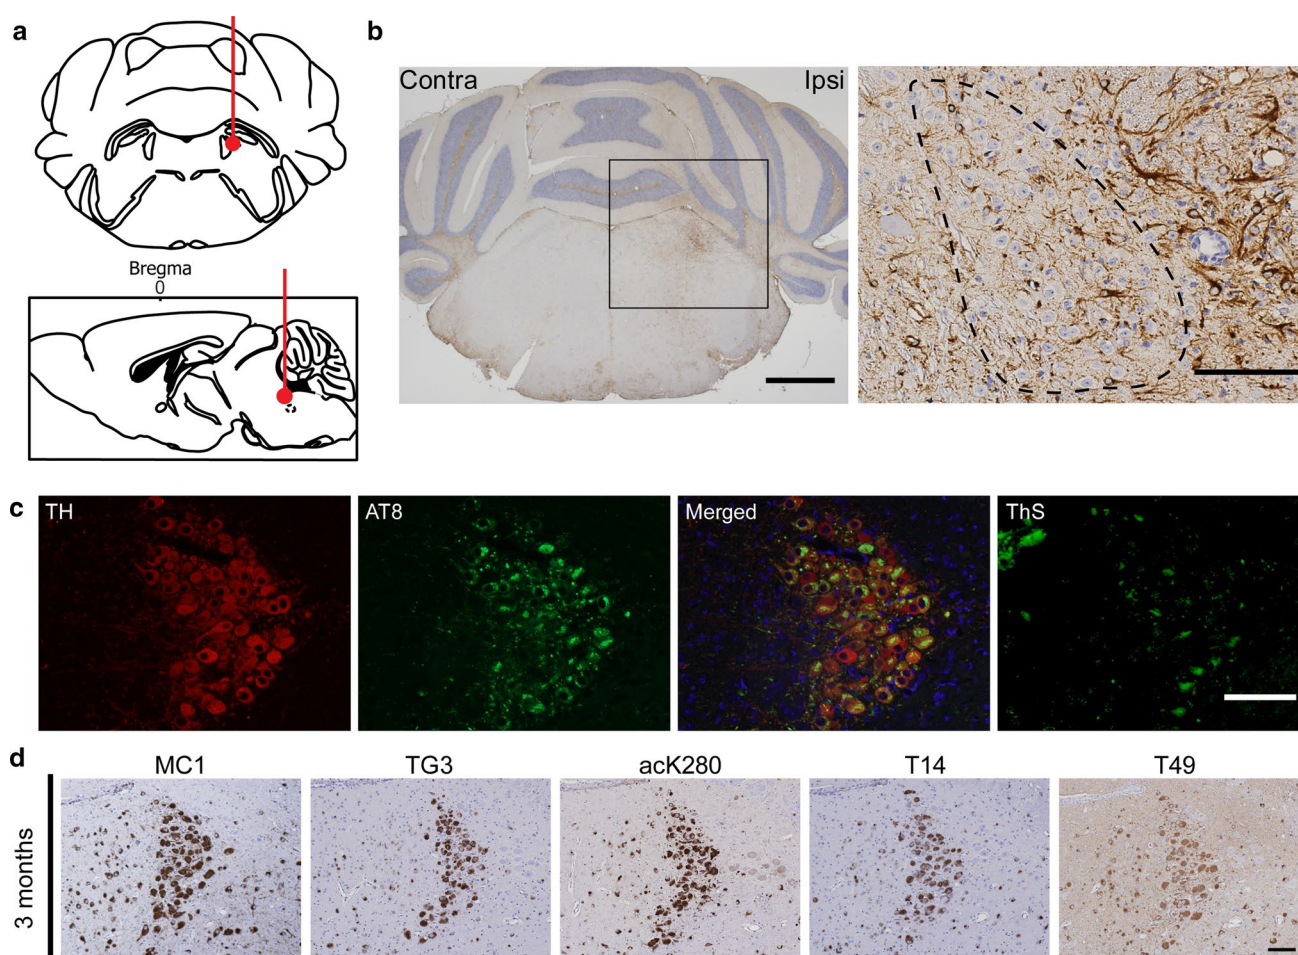 a
Bregma
0
b
Contra
Ipsi
c
TH
AT8
Merged
ThS
d
MC1
TG3
acK280
T14
T49
3 months